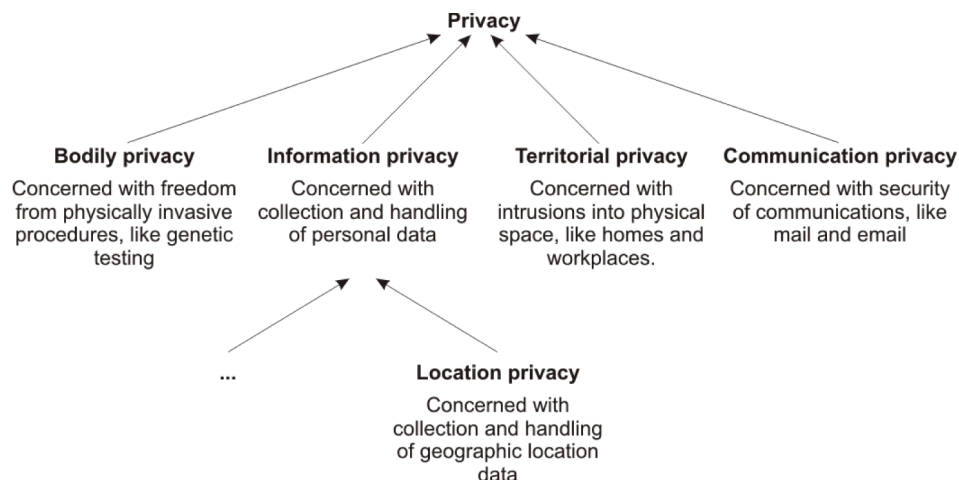 Privacy
Bodily privacy
Concerned with freedom
from physically invasive
procedures, like genetic
testing
Information privacy
Concerned with
collection and handling
of personal data
Territorial privacy
Concerned with
intrusions into physical
space, like homes and
workplaces.
Communication privacy
Concerned with security
of communications, like
mail and email
...
Location privacy
Concerned with
collection and handling
of geographic location
data